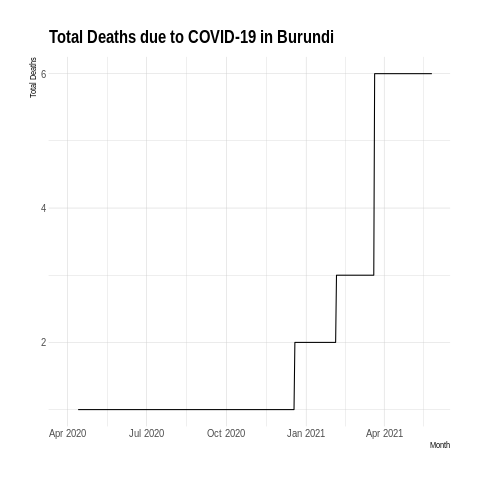 Total Deaths due to COVID-19 in Burundi
Total Deaths
6
4
2
Apr 2020 Jul 2020 Oct 2020 Jan 2021 Apr 2021
Month